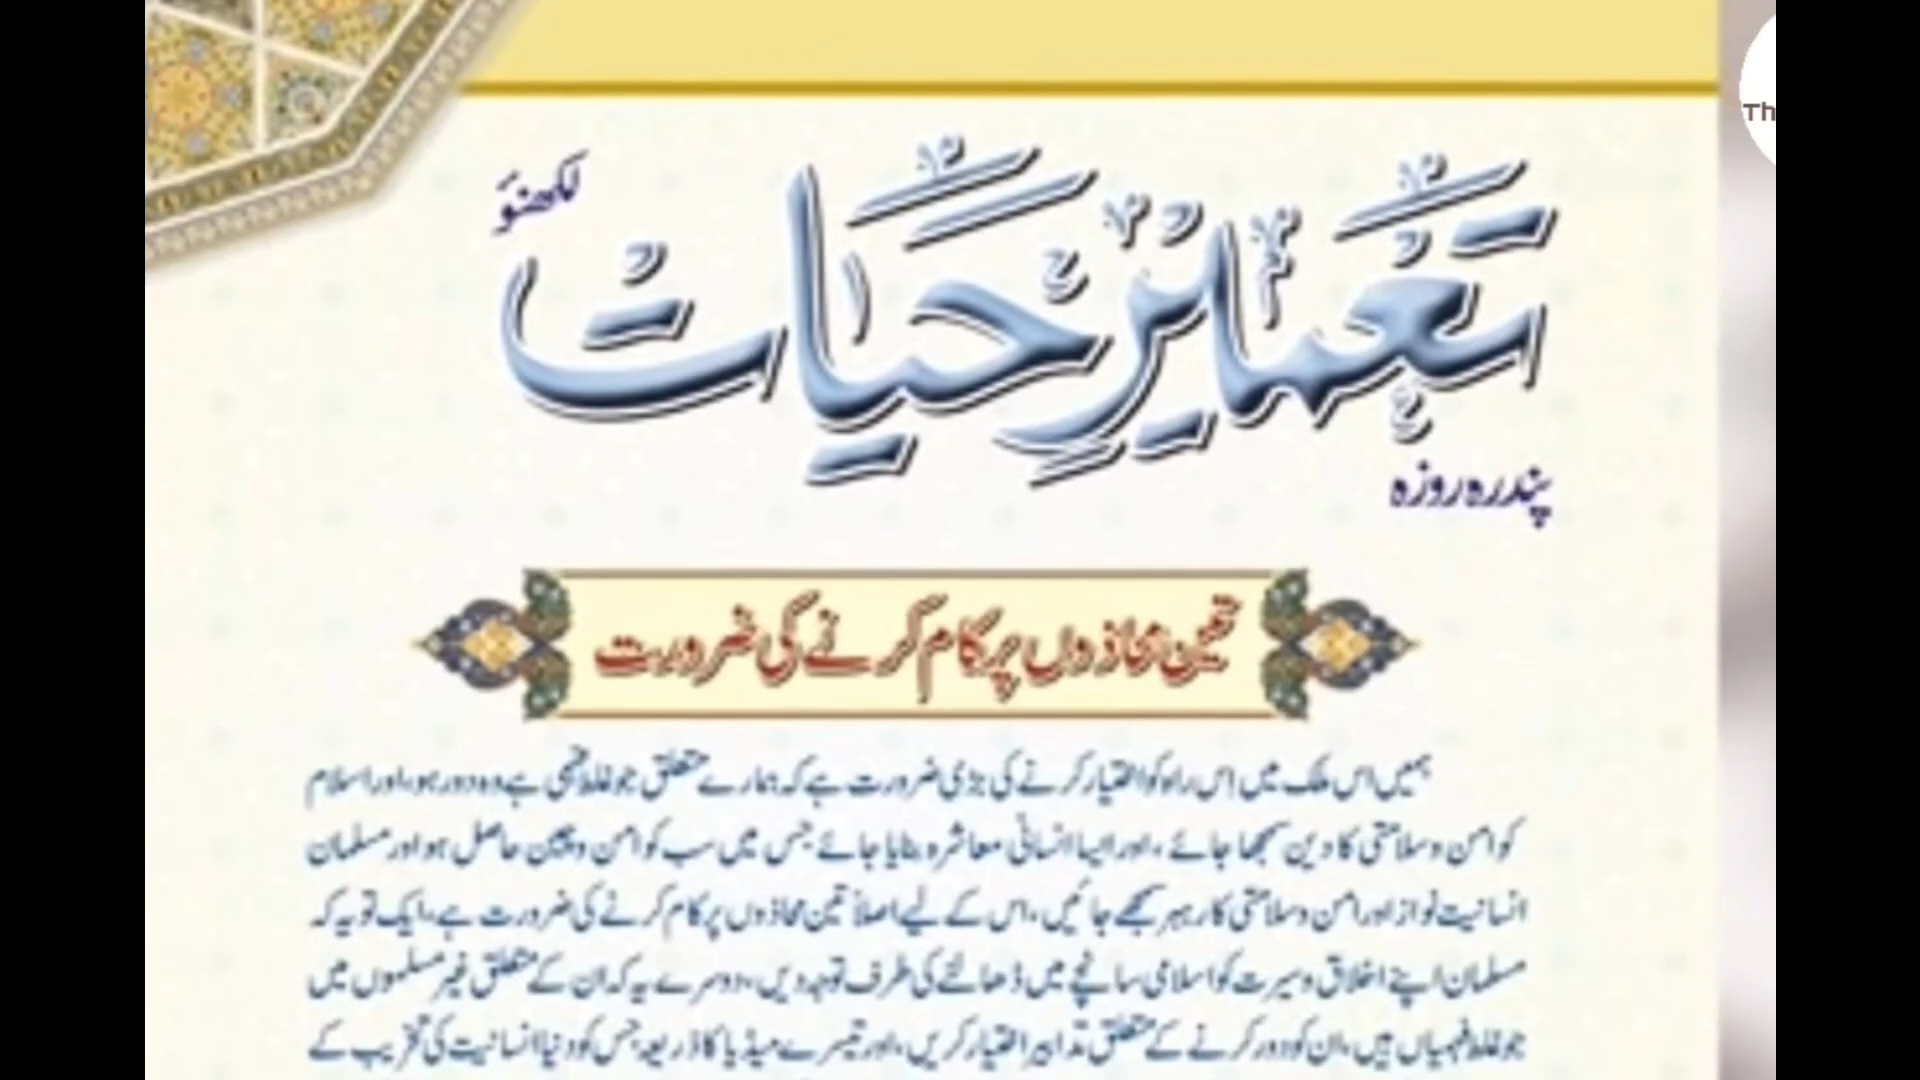 لکھنؤ
تعمیرِ حیات
پندرہ روزہ
تین محاذوں پر کام کرنے کی ضرورت
ہمیں اس ملک میں اِس راہ کو اختیار کرنے کی بڑی ضرورت ہے کہ ہمارے متعلق جو غلط فہمی ہے وہ دور ہو، اور اسلام
کو امن و سلامتی کا دین سمجھا جائے، اور ایسا انسانی معاشرہ بنایا جائے جس میں سب کو امن و چین حاصل ہو اور مسلمان
انسانیت نواز اور امن و سلامتی کا رہبر سمجھے جائیں، اس کے لیے اصلاً تین محاذوں پر کام کرنے کی ضرورت ہے، ایک تو یہ کہ
مسلمان اپنے اخلاق و سیرت کو اسلامی سانچے میں ڈھالنے کی طرف توجہ دیں، دوسرے یہ کہ ان کے متعلق غیر مسلموں میں
جو غلط فہمیاں ہیں، ان کو دور کرنے کے متعلق تدابیر اختیار کریں، اور تیسرے میڈیا کا ذریعہ جس کو دنیا انسانیت کی تخریب کے
Th